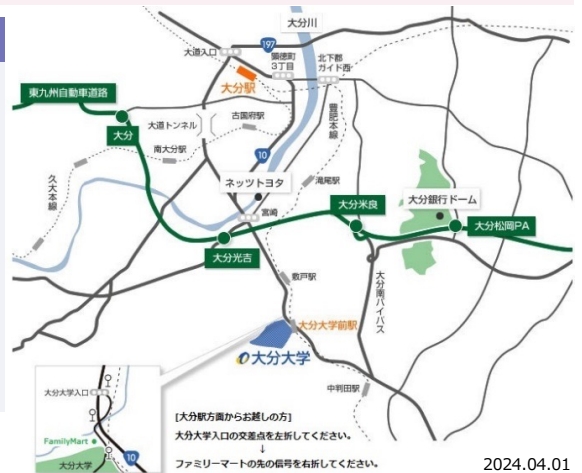 大分川
197
大道入口
顕徳町
3丁目
北下郡
ガイド西
大分駅
東九州自動車道路
大分
大道トンネル
古国府駅
南大分駅
豊肥本線
10
久大本線
ネッツトヨタ
滝尾駅
宮崎
大分米良
大分銀行ドーム
大分松岡PA
大分光吉
敷戸駅
大分南バイパス
大分大学前駅
大分大学
中判田駅
大分大学入口
FamilyMart
大分大学
10
[大分駅方面からお越しの方]
大分大学入口の交差点を左折してください。
↓
ファミリーマートの先の信号を右折してください。
2024.04.01